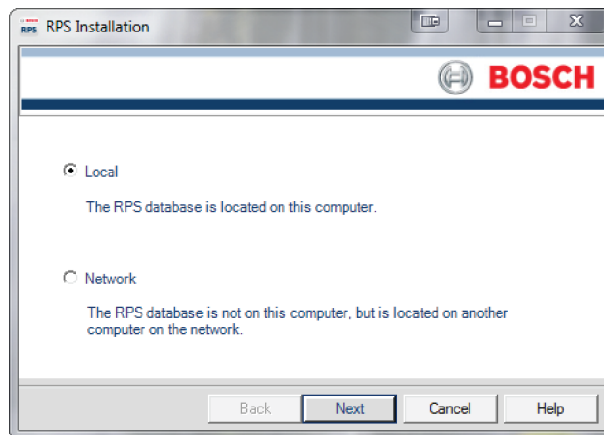 RPS Installation
BOSCH
Local
The RPS database is located on this computer.
Network
The RPS database is not on this computer, but is located on another
computer on the network.
Back
Next
Cancel
Help